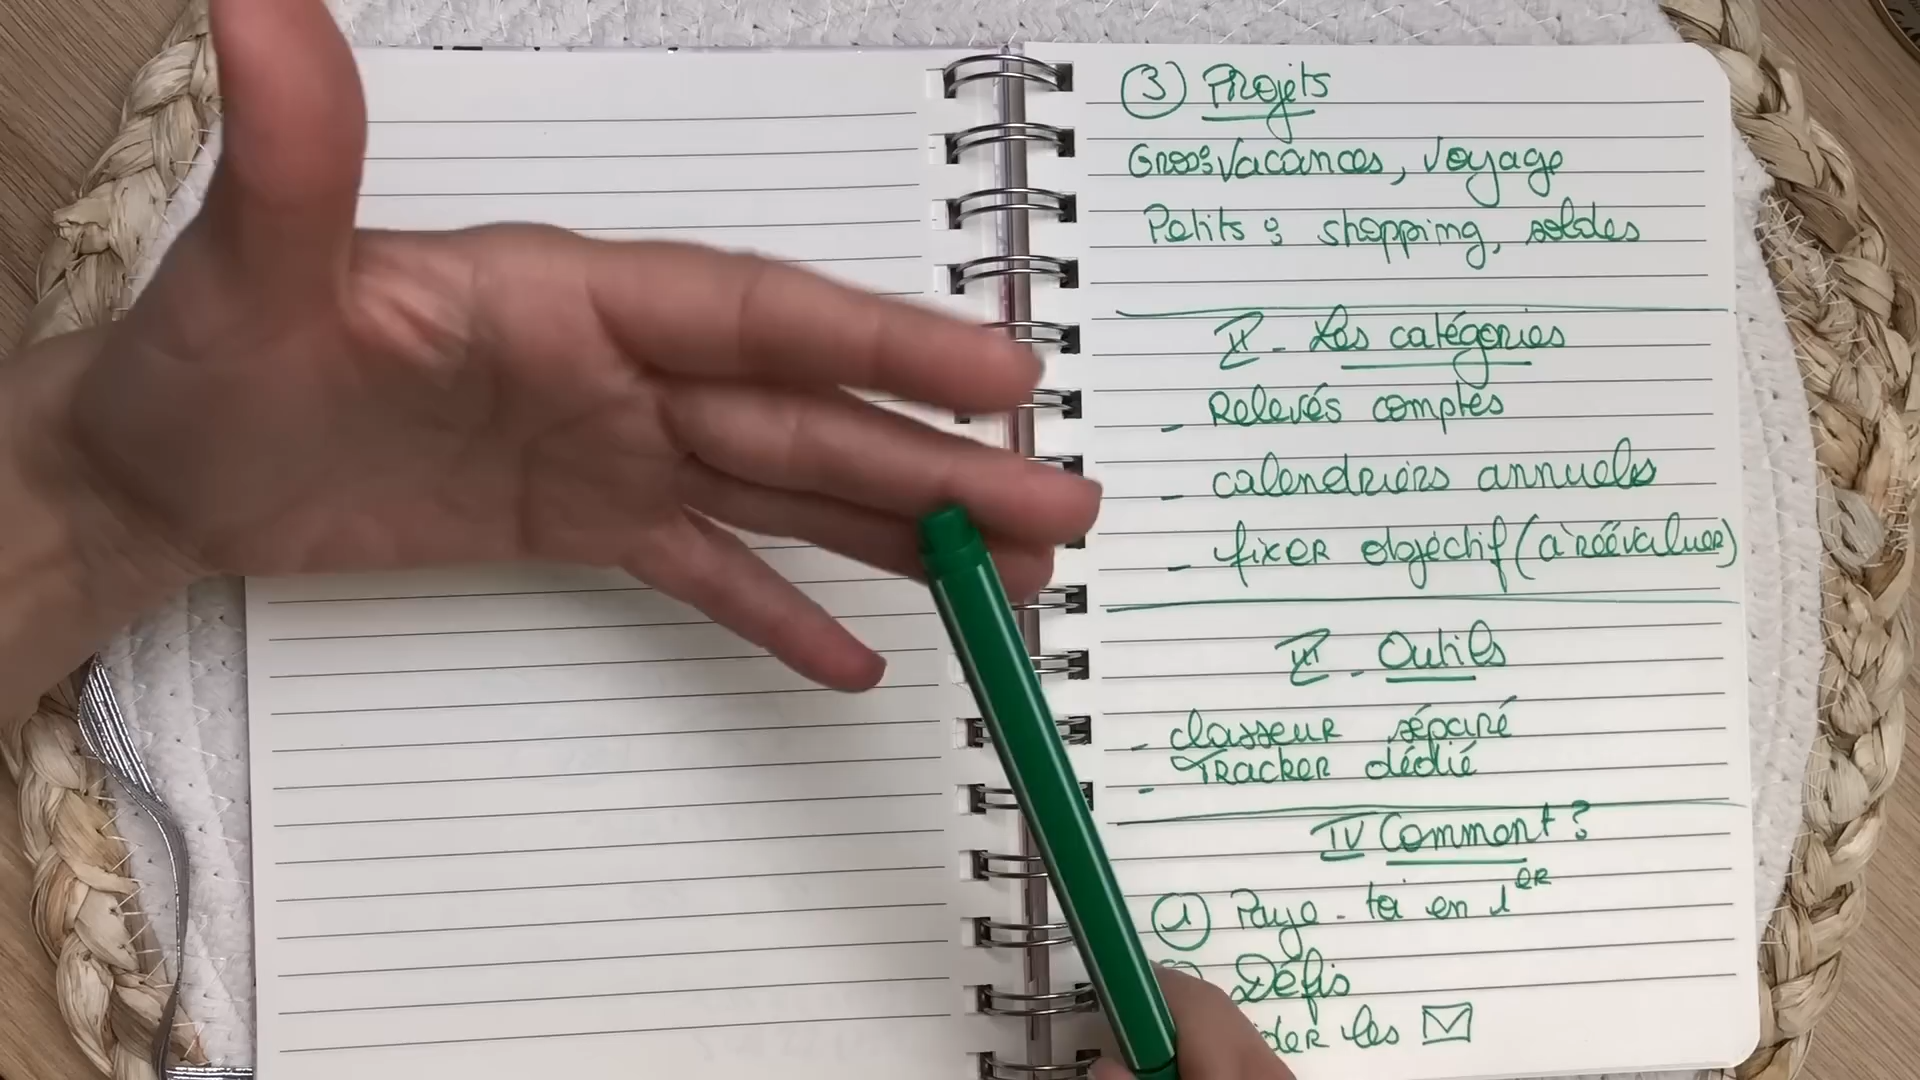 ③ Projets
Gros: Vacances, Voyage
Petits : shopping, soldes
II - Les catégories
- Relevés comptes
- calendriers annuels
- fixer objectif (à réévaluer)
III - Outils
- classeur séparé
- Tracker dédié
IV Comment ?
① Paye-toi en 1er
Défis
les